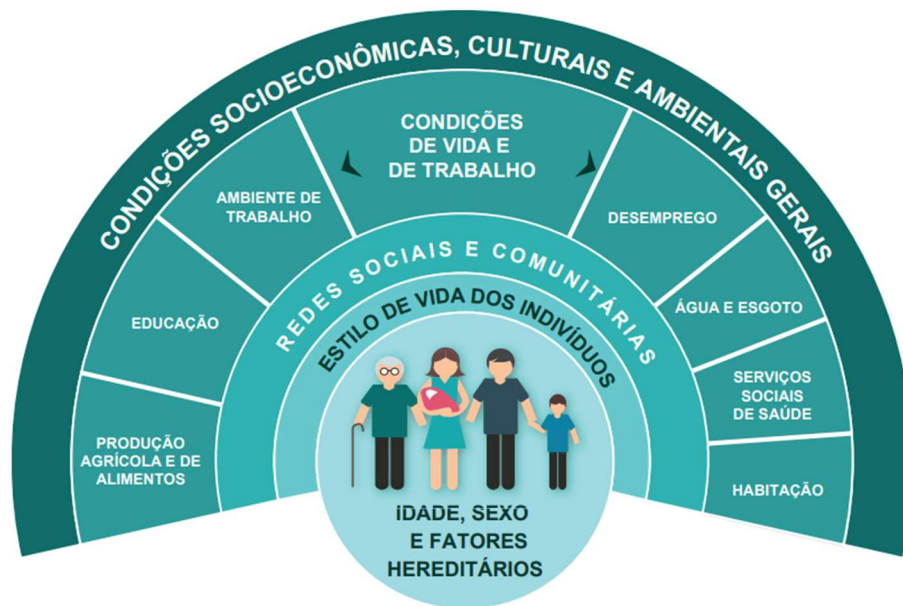 CONDIÇÕES SOCIOECONÔMICAS, CULTURAIS E AMBIENTAIS GERAIS
CONDIÇÕES
DE VIDA E
DE TRABALHO
AMBIENTE DE
TRABALHO
EDUCAÇÃO
PRODUÇÃO
AGRÍCOLA E DE
ALIMENTOS
DESEMPREGO
ÁGUA E ESGOTO
SERVIÇOS
SOCIAIS
DE SAÚDE
HABITAÇÃO
REDES SOCIAIS E COMUNITÁRIAS
ESTILO DE VIDA DOS INDIVÍDUOS
IDADE, SEXO
E FATORES
HEREDITÁRIOS